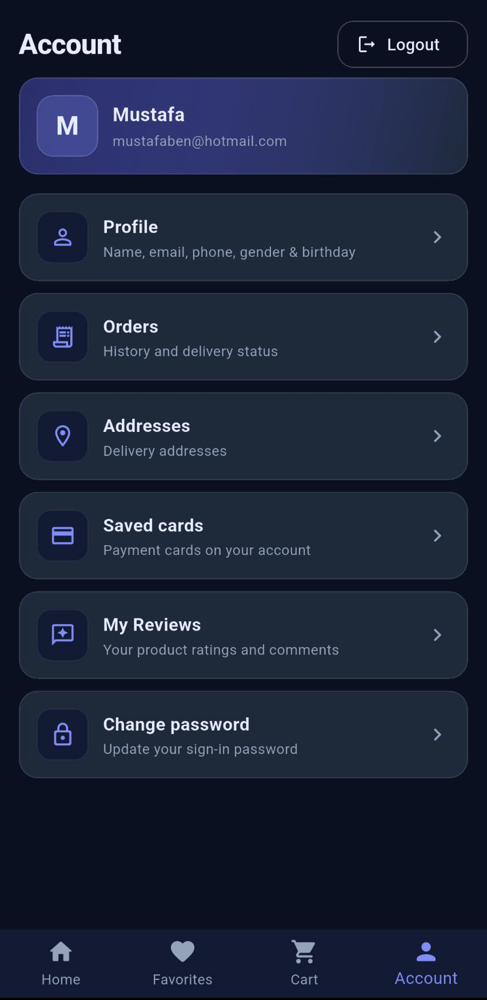 Account
Logout
M
Mustafa
mustafaben@hotmail.com
Profile
Name, email, phone, gender & birthday
Orders
History and delivery status
Addresses
Delivery addresses
Saved cards
Payment cards on your account
My Reviews
Your product ratings and comments
Change password
Update your sign-in password
Home
Favorites
Cart
Account